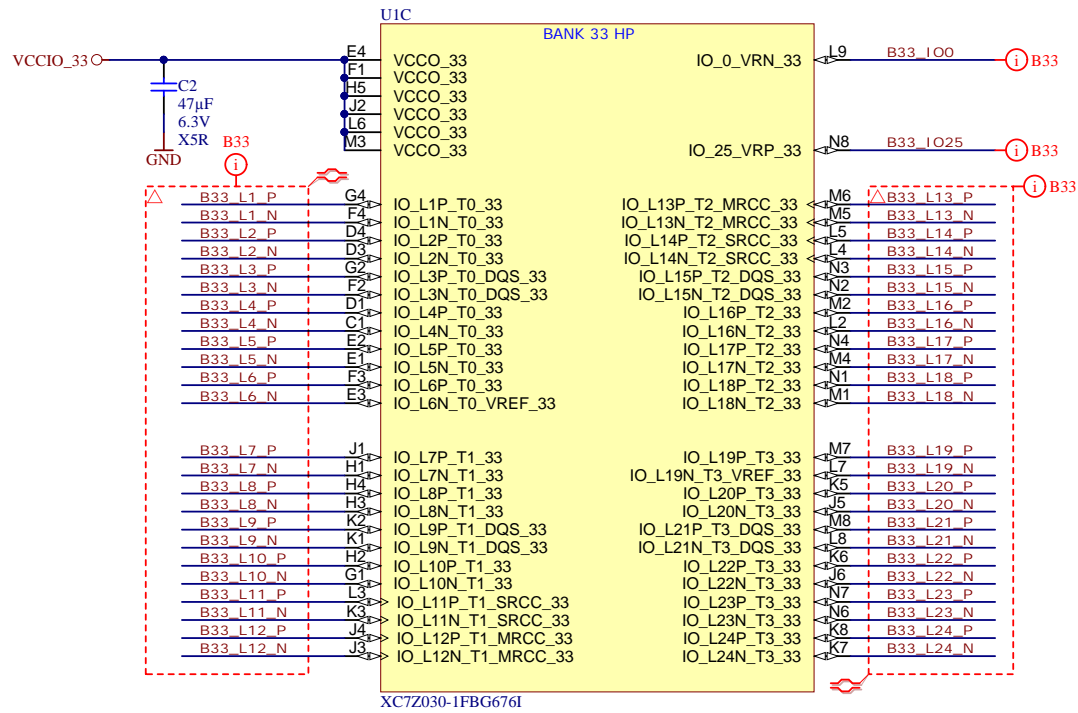 U1C
BANK 33 HP
VCCIO_33 E4 VCCO_33 IO_0_VRN_33 L9 B33_IO0 i B33
F1 VCCO_33
C2 H5 VCCO_33
47µF J2 VCCO_33
6.3V L6 VCCO_33
X5R M3 VCCO_33 IO_25_VRP_33 N8 B33_IO25 i B33
B33
GND
i
i B33
B33_L1_P G4 IO_L1P_T0_33 IO_L13P_T2_MRCC_33 M6 B33_L13_P
B33_L1_N F4 IO_L1N_T0_33 IO_L13N_T2_MRCC_33 M5 B33_L13_N
B33_L2_P D4 IO_L2P_T0_33 IO_L14P_T2_SRCC_33 L5 B33_L14_P
B33_L2_N D3 IO_L2N_T0_33 IO_L14N_T2_SRCC_33 L4 B33_L14_N
B33_L3_P G2 IO_L3P_T0_DQS_33 IO_L15P_T2_DQS_33 N3 B33_L15_P
B33_L3_N F2 IO_L3N_T0_DQS_33 IO_L15N_T2_DQS_33 N2 B33_L15_N
B33_L4_P D1 IO_L4P_T0_33 IO_L16P_T2_33 M2 B33_L16_P
B33_L4_N C1 IO_L4N_T0_33 IO_L16N_T2_33 L2 B33_L16_N
B33_L5_P E2 IO_L5P_T0_33 IO_L17P_T2_33 N4 B33_L17_P
B33_L5_N E1 IO_L5N_T0_33 IO_L17N_T2_33 M4 B33_L17_N
B33_L6_P F3 IO_L6P_T0_33 IO_L18P_T2_33 N1 B33_L18_P
B33_L6_N E3 IO_L6N_T0_VREF_33 IO_L18N_T2_33 M1 B33_L18_N
B33_L7_P J1 IO_L7P_T1_33 IO_L19P_T3_33 M7 B33_L19_P
B33_L7_N H1 IO_L7N_T1_33 IO_L19N_T3_VREF_33 L7 B33_L19_N
B33_L8_P H4 IO_L8P_T1_33 IO_L20P_T3_33 K5 B33_L20_P
B33_L8_N H3 IO_L8N_T1_33 IO_L20N_T3_33 J5 B33_L20_N
B33_L9_P K2 IO_L9P_T1_DQS_33 IO_L21P_T3_DQS_33 M8 B33_L21_P
B33_L9_N K1 IO_L9N_T1_DQS_33 IO_L21N_T3_DQS_33 L8 B33_L21_N
B33_L10_P H2 IO_L10P_T1_33 IO_L22P_T3_33 K6 B33_L22_P
B33_L10_N G1 IO_L10N_T1_33 IO_L22N_T3_33 J6 B33_L22_N
B33_L11_P L3 IO_L11P_T1_SRCC_33 IO_L23P_T3_33 N7 B33_L23_P
B33_L11_N K3 IO_L11N_T1_SRCC_33 IO_L23N_T3_33 N6 B33_L23_N
B33_L12_P J4 IO_L12P_T1_MRCC_33 IO_L24P_T3_33 K8 B33_L24_P
B33_L12_N J3 IO_L12N_T1_MRCC_33 IO_L24N_T3_33 K7 B33_L24_N
XC7Z030-1FBG676I